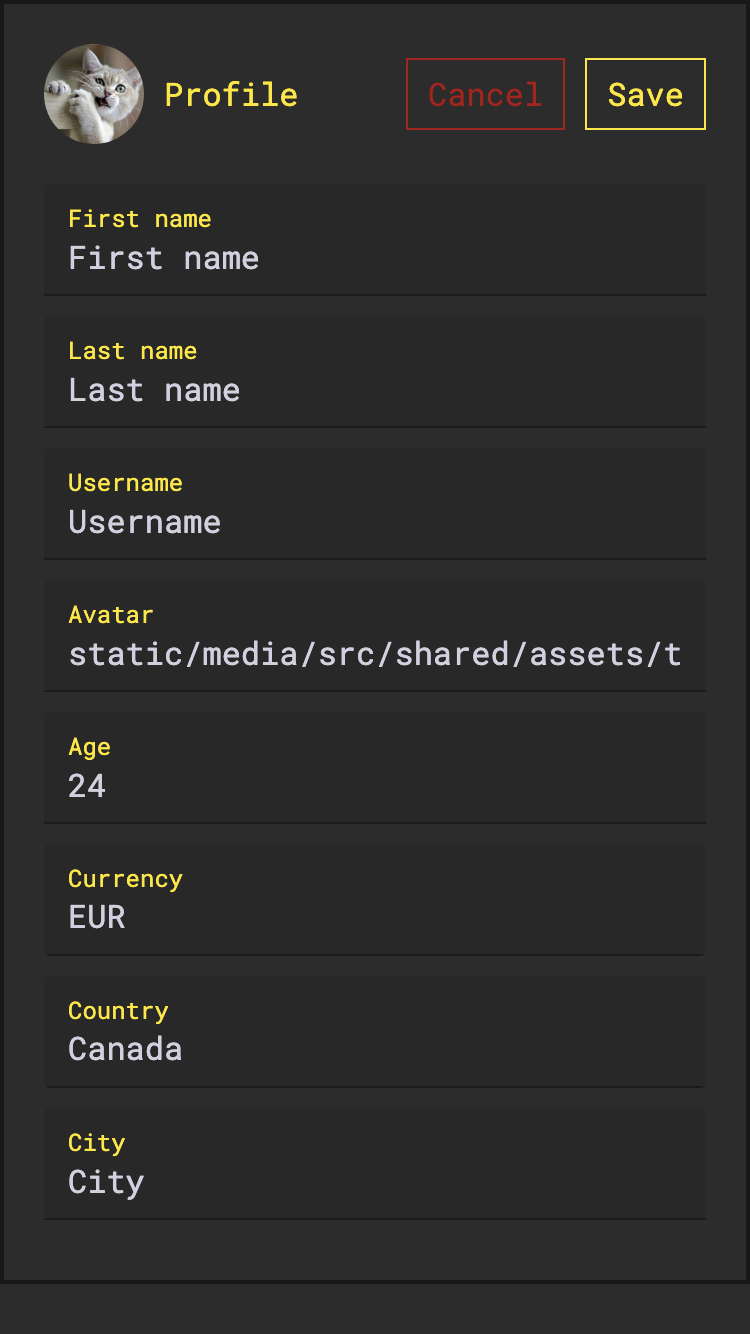 Profile
Cancel
Save
First name
First name
Last name
Last name
Username
Username
Avatar
static/media/src/shared/assets/t
Age
24
Currency
EUR
Country
Canada
City
City